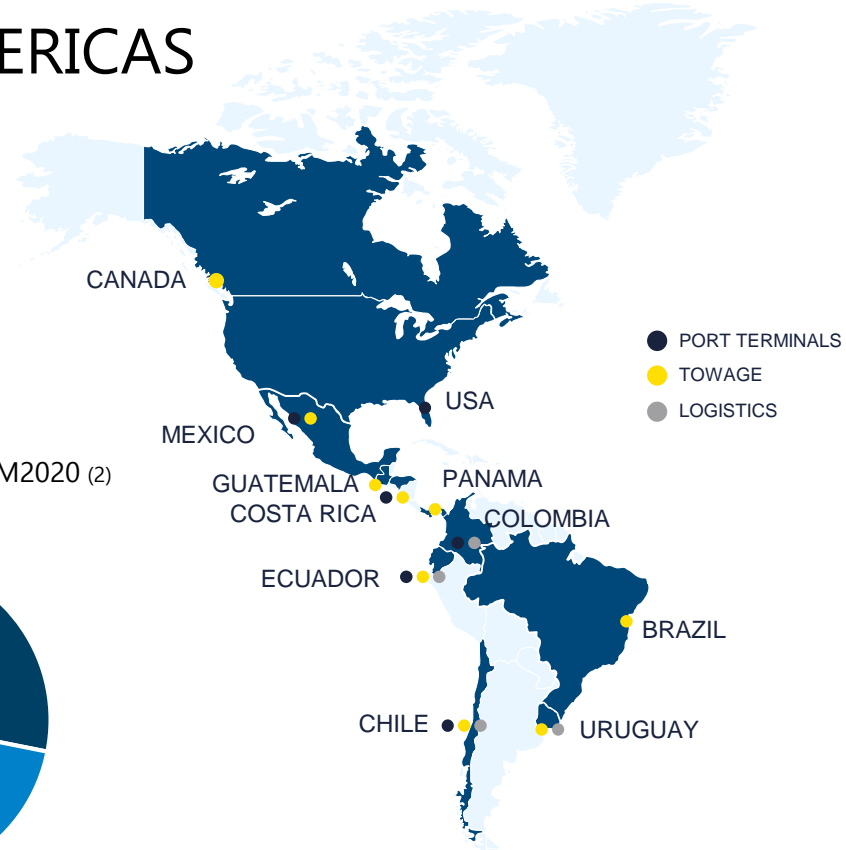 ERICAS
CANADA
PORT TERMINALS
TOWAGE
USA
LOGISTICS
MEXICO
M2020 (2)
GUATEMALA
PANAMA
COSTA RICA
COLOMBIA
ECUADOR
BRAZIL
CHILE
URUGUAY